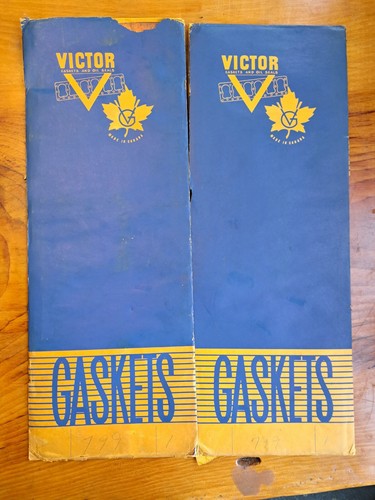 VICTOR
GASKETS AND OIL SEALS
VG
MADE IN CANADA
GASKETS
VICTOR
GASKETS AND OIL SEALS
VG
MADE IN CANADA
GASKETS